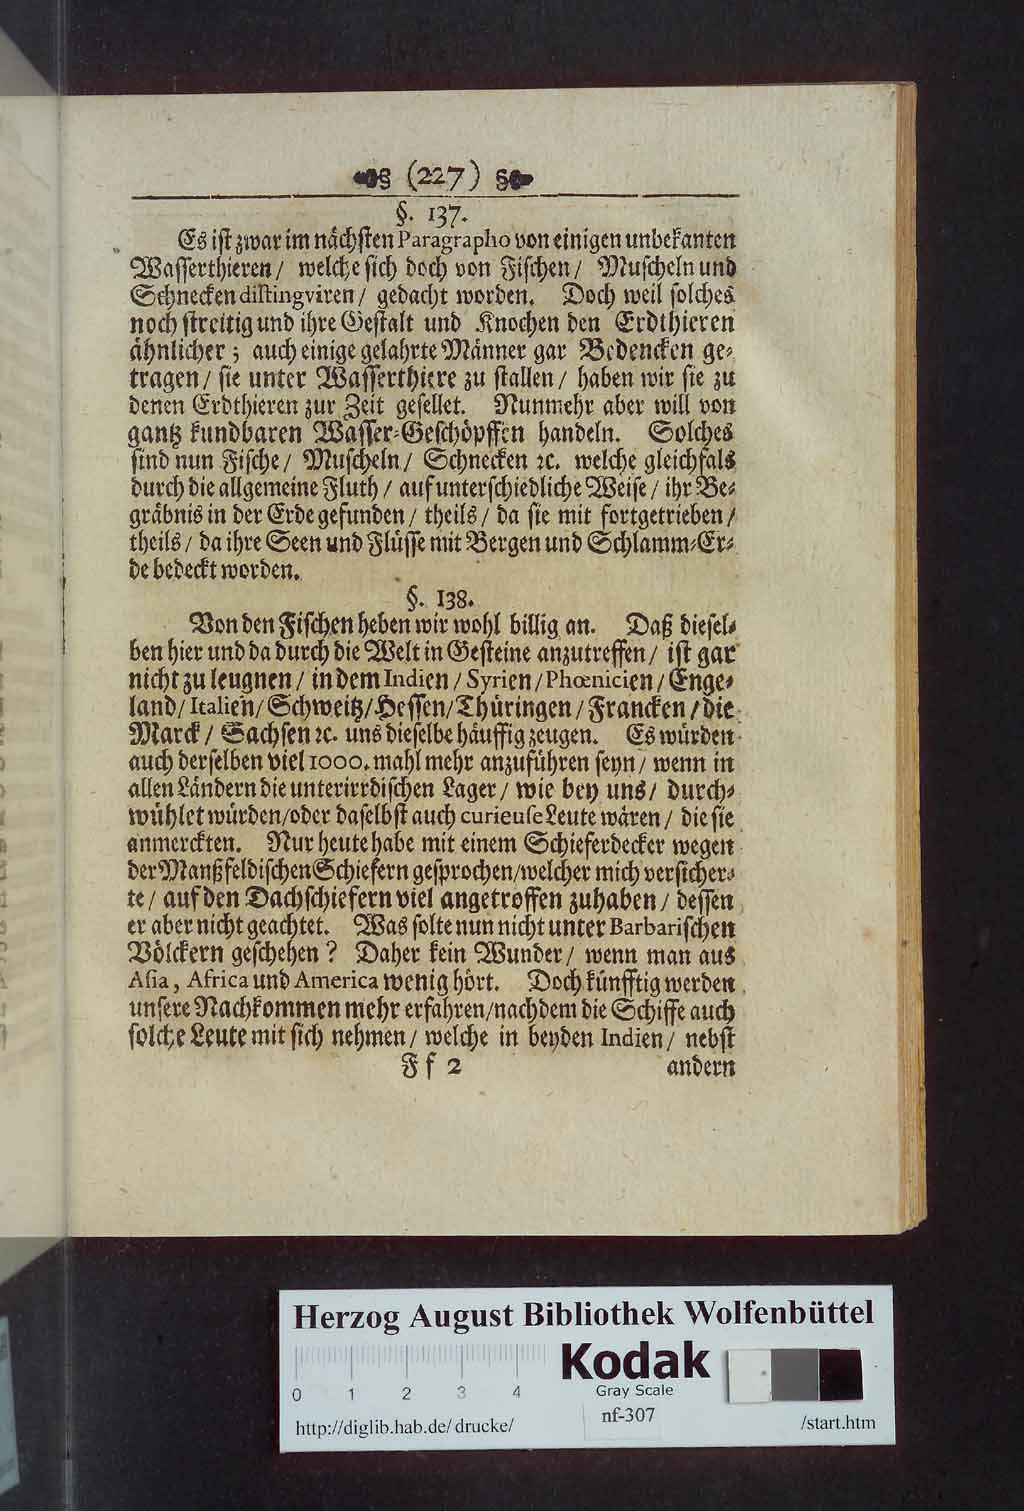 (227)
§. 137.
Es ist zwar im nächsten Paragrapho von einigen unbekanten
Wasserthieren / welche sich doch von Fischen / Muscheln und
Schnecken distingviren / gedacht worden. Doch weil solches
noch streitig und ihre Gestalt und Knochen den Erdthieren
ähnlicher; auch einige gelahrte Männer gar Bedencken ge-
tragen / sie unter Wasserthiere zu stallen / haben wir sie zu
denen Erdthieren zur Zeit gesellet. Nunmehr aber will von
gantz kundbaren Wasser-Geschöpffen handeln. Solches
sind nun Fische / Muscheln / Schnecken ꝛc. welche gleichfals
durch die allgemeine Fluth / auf unterschiedliche Weise / ihr Be-
gräbnis in der Erde gefunden / theils / da sie mit fortgetrieben /
theils / da ihre Seen und Flüsse mit Bergen und Schlamm-Er-
de bedeckt worden.
§. 138.
Von den Fischen heben wir wohl billig an. Daß diesel-
ben hier und da durch die Welt in Gesteine anzutreffen / ist gar
nicht zu leugnen / indem Indien / Syrien / Phœnicien / Enge-
land / Italien / Schweitz / Hessen / Thüringen / Francken / die
Marck / Sachsen ꝛc. uns dieselbe häuffig zeugen. Es würden
auch derselben viel 1000. mahl mehr anzuführen seyn / wenn in
allen Ländern die unterirrdischen Lager / wie bey uns / durch-
wühlet würden / oder daselbst auch curieuse Leute wären / die sie
anmerckten. Nur heute habe mit einem Schieferdecker wegen
der Manßfeldischen Schiefern gesprochen / welcher mich versicher-
te / auf den Dachschiefern viel angetroffen zu haben / dessen
er aber nicht geachtet. Was solte nun nicht unter Barbarischen
Völckern geschehen? Daher kein Wunder / wenn man aus
Asia, Africa und America wenig hört. Doch künfftig werden
unsere Nachkommen mehr erfahren / nachdem die Schiffe auch
solche Leute mit sich nehmen / welche in beyden Indien / nebst
Ff 2 andern
Herzog August Bibliothek Wolfenbüttel
Kodak
Gray Scale
0 1 2 3 4
nf-307
http://diglib.hab.de/ drucke/ /start.htm